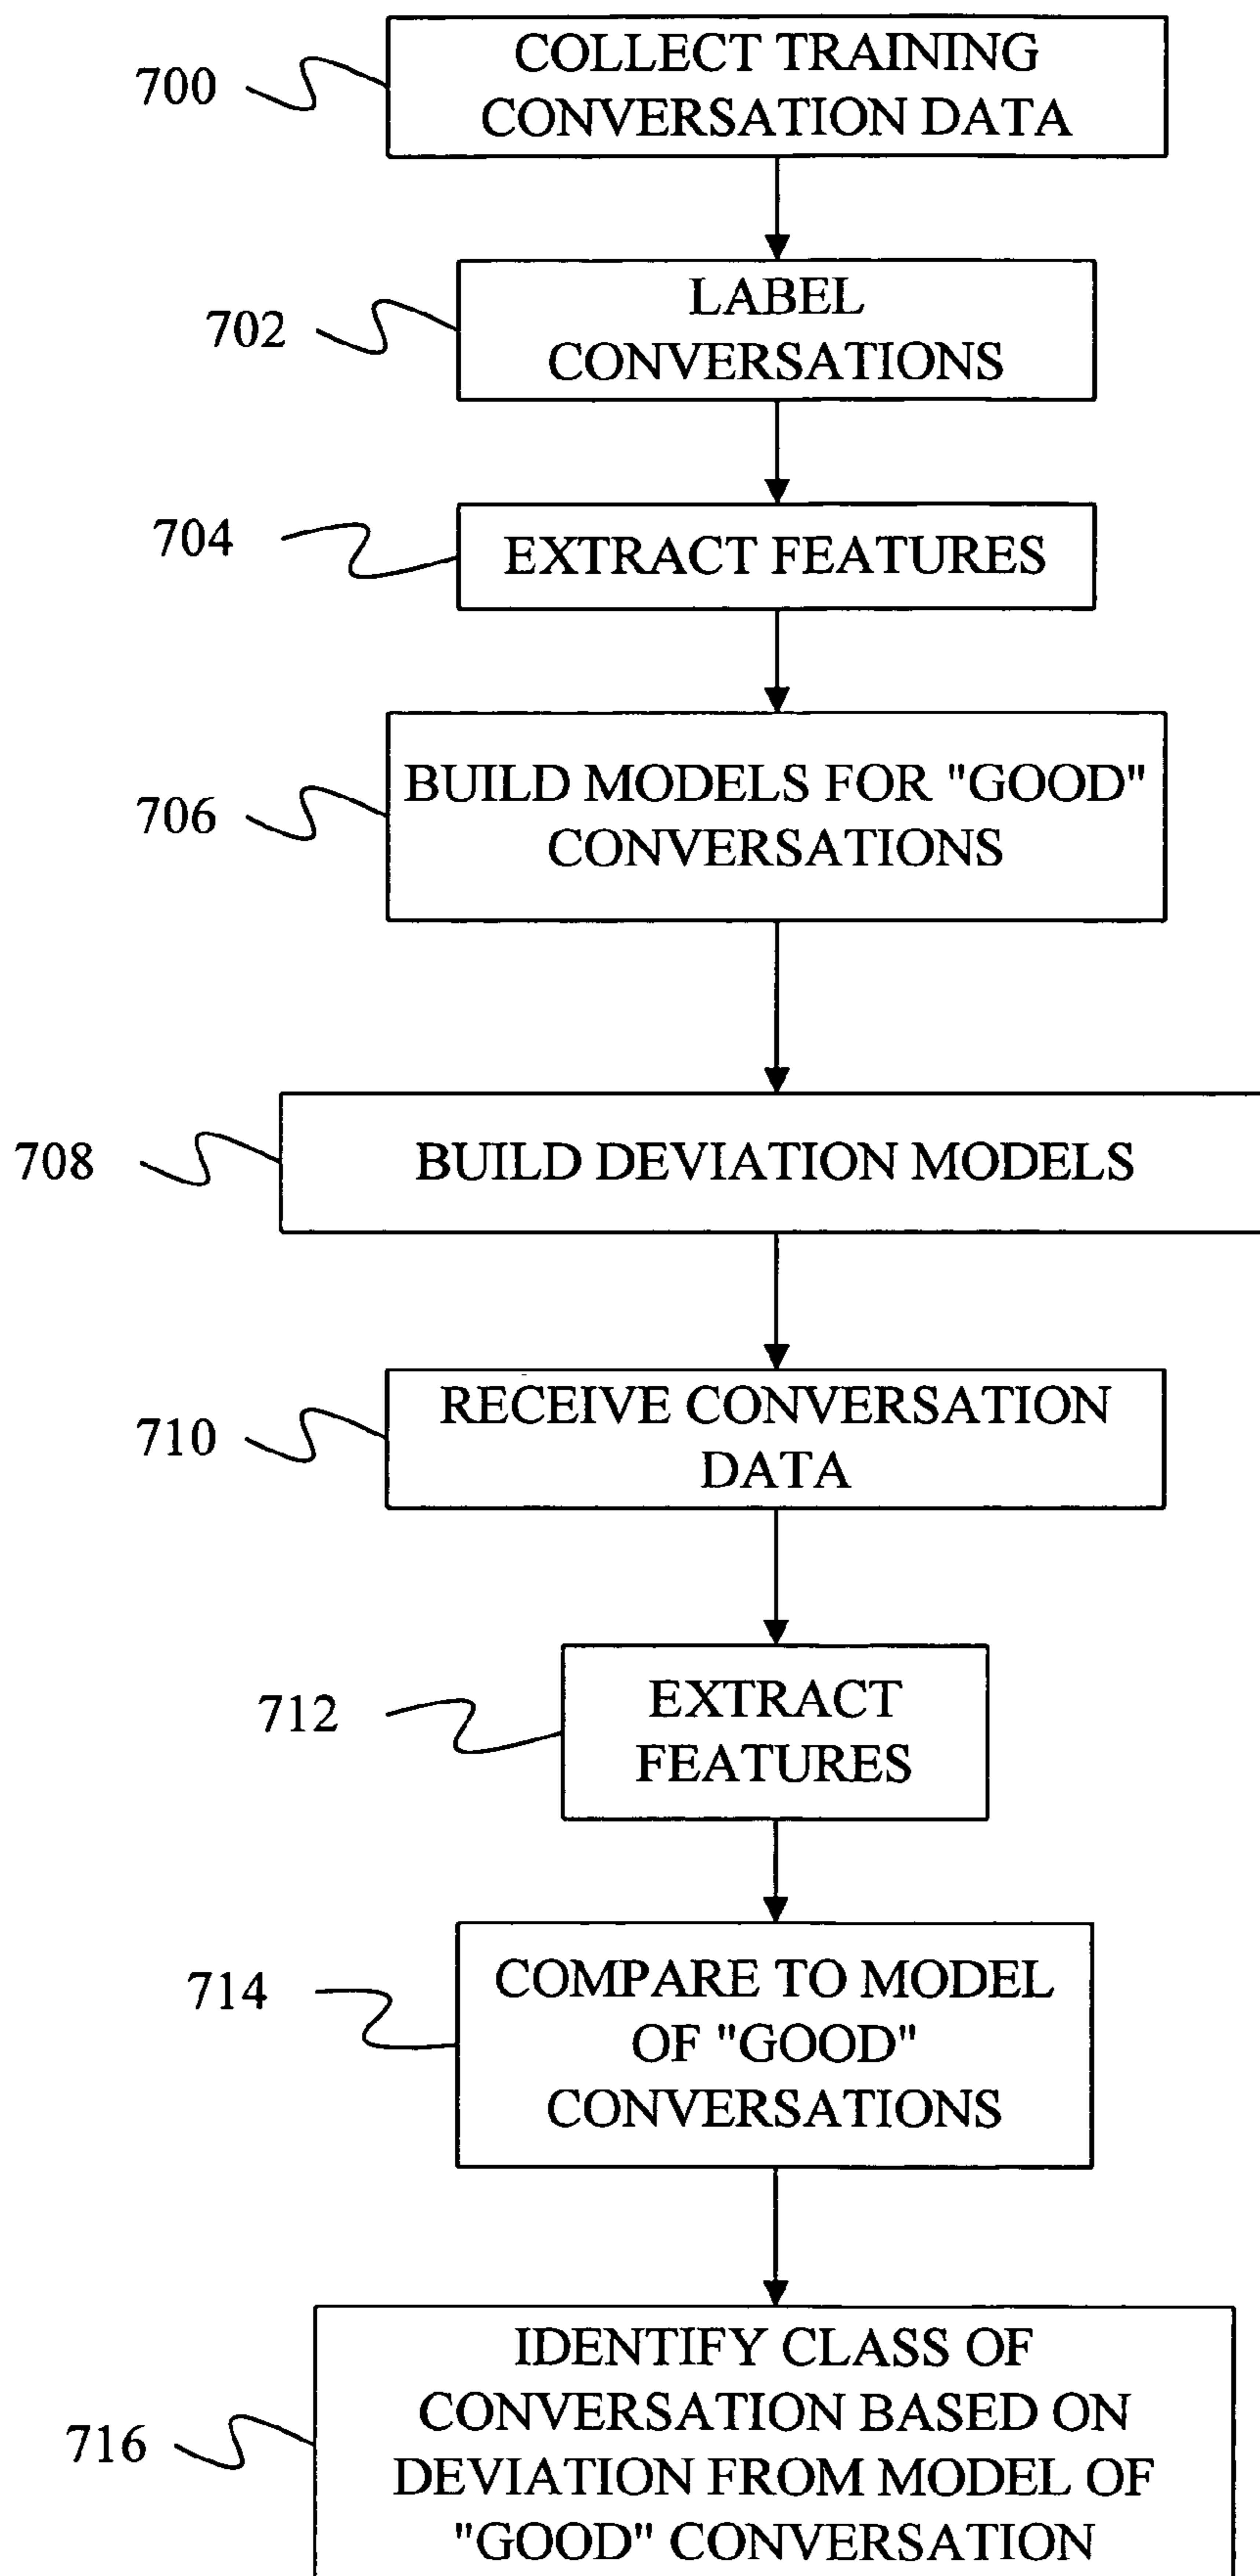 700
COLLECT TRAINING
CONVERSATION DATA
702
LABEL
CONVERSATIONS
704
EXTRACT FEATURES
706
BUILD MODELS FOR "GOOD"
CONVERSATIONS
708
BUILD DEVIATION MODELS
710
RECEIVE CONVERSATION
DATA
712
EXTRACT
FEATURES
714
COMPARE TO MODEL
OF "GOOD"
CONVERSATIONS
716
IDENTIFY CLASS OF
CONVERSATION BASED ON
DEVIATION FROM MODEL OF
"GOOD" CONVERSATION